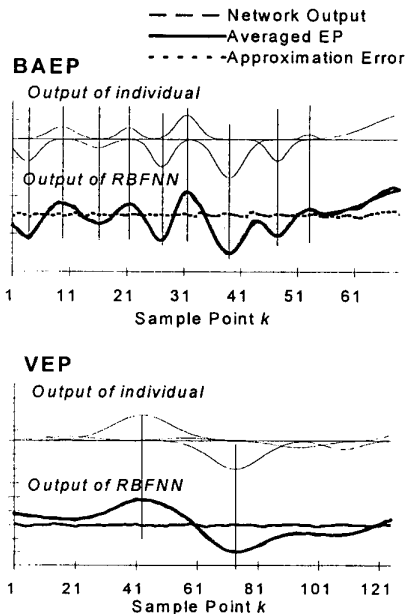 Network Output
Averaged EP
Approximation Error
BAEP
Output of individual
Output of RBFNN
1 11 21 31 41 51 61
Sample Point k
VEP
Output of individual
Output of RBFNN
1 21 41 61 81 101 121
Sample Point k